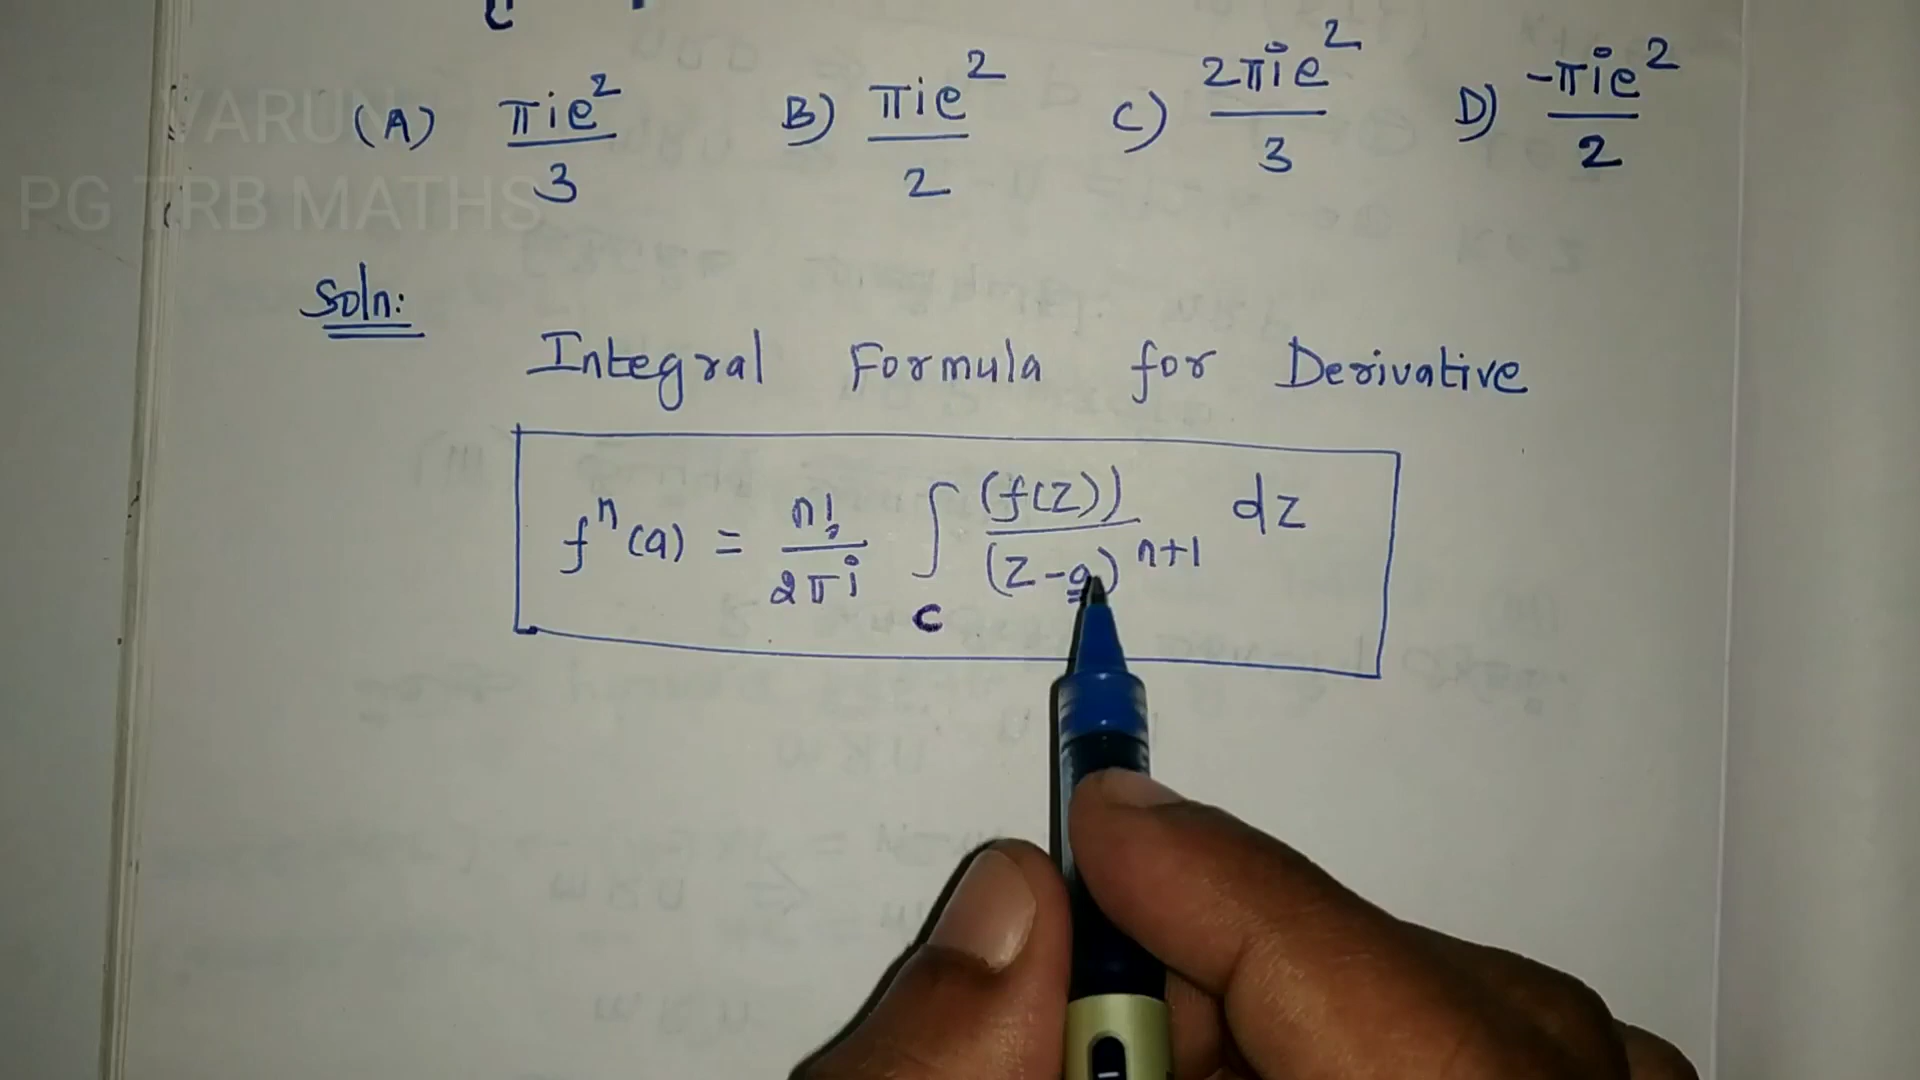 (A) πie²/3 B) πie²/2 C) 2πie²/3 D) -πie²/2
VARUN
PG TRB MATHS
Soln:
Integral Formula for Derivative
fⁿ(a) = n!/2πi ∫_C (f(z))/(z-a)ⁿ⁺¹ dz